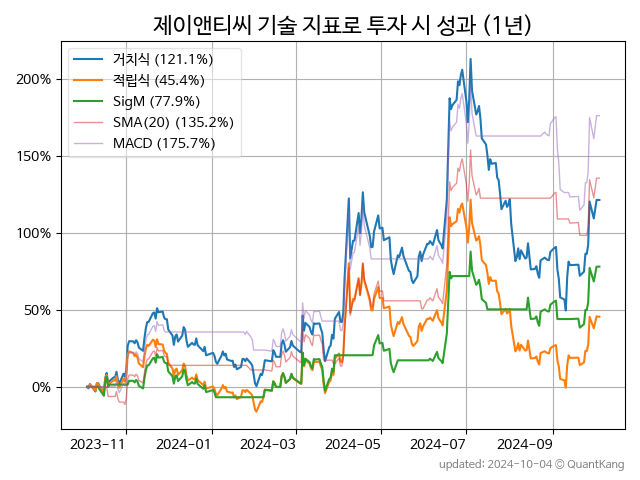 제이앤티씨 기술 지표로 투자 시 성과 (1년)
거치식 (121.1%)
적립식 (45.4%)
SigM (77.9%)
SMA(20) (135.2%)
MACD (175.7%)
200%
150%
100%
50%
0%
2023-11 2024-01 2024-03 2024-05 2024-07 2024-09
updated: 2024-10-04 © QuantKang